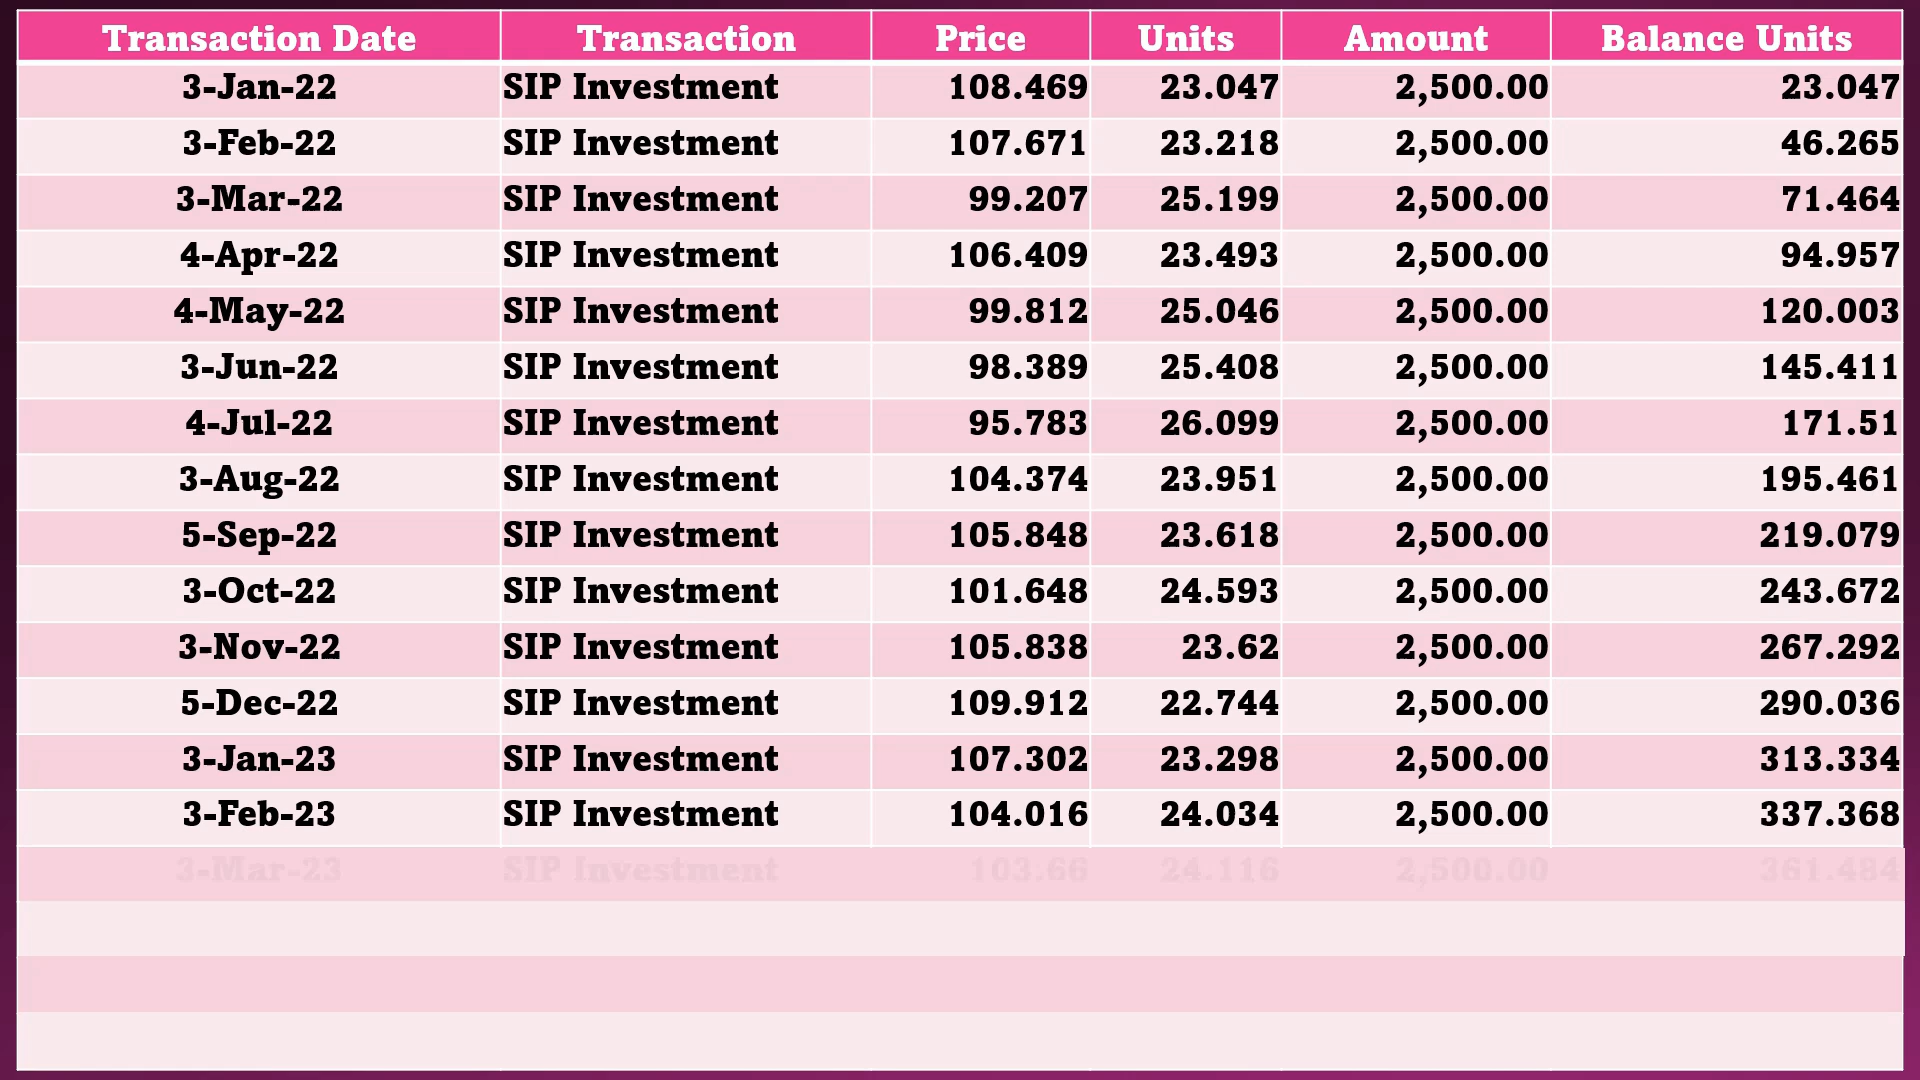 Transaction Date Transaction Price Units Amount Balance Units
3-Jan-22 SIP Investment 108.469 23.047 2,500.00 23.047
3-Feb-22 SIP Investment 107.671 23.218 2,500.00 46.265
3-Mar-22 SIP Investment 99.207 25.199 2,500.00 71.464
4-Apr-22 SIP Investment 106.409 23.493 2,500.00 94.957
4-May-22 SIP Investment 99.812 25.046 2,500.00 120.003
3-Jun-22 SIP Investment 98.389 25.408 2,500.00 145.411
4-Jul-22 SIP Investment 95.783 26.099 2,500.00 171.51
3-Aug-22 SIP Investment 104.374 23.951 2,500.00 195.461
5-Sep-22 SIP Investment 105.848 23.618 2,500.00 219.079
3-Oct-22 SIP Investment 101.648 24.593 2,500.00 243.672
3-Nov-22 SIP Investment 105.838 23.62 2,500.00 267.292
5-Dec-22 SIP Investment 109.912 22.744 2,500.00 290.036
3-Jan-23 SIP Investment 107.302 23.298 2,500.00 313.334
3-Feb-23 SIP Investment 104.016 24.034 2,500.00 337.368
3-Mar-23 SIP Investment 103.66 24.116 2,500.00 361.484